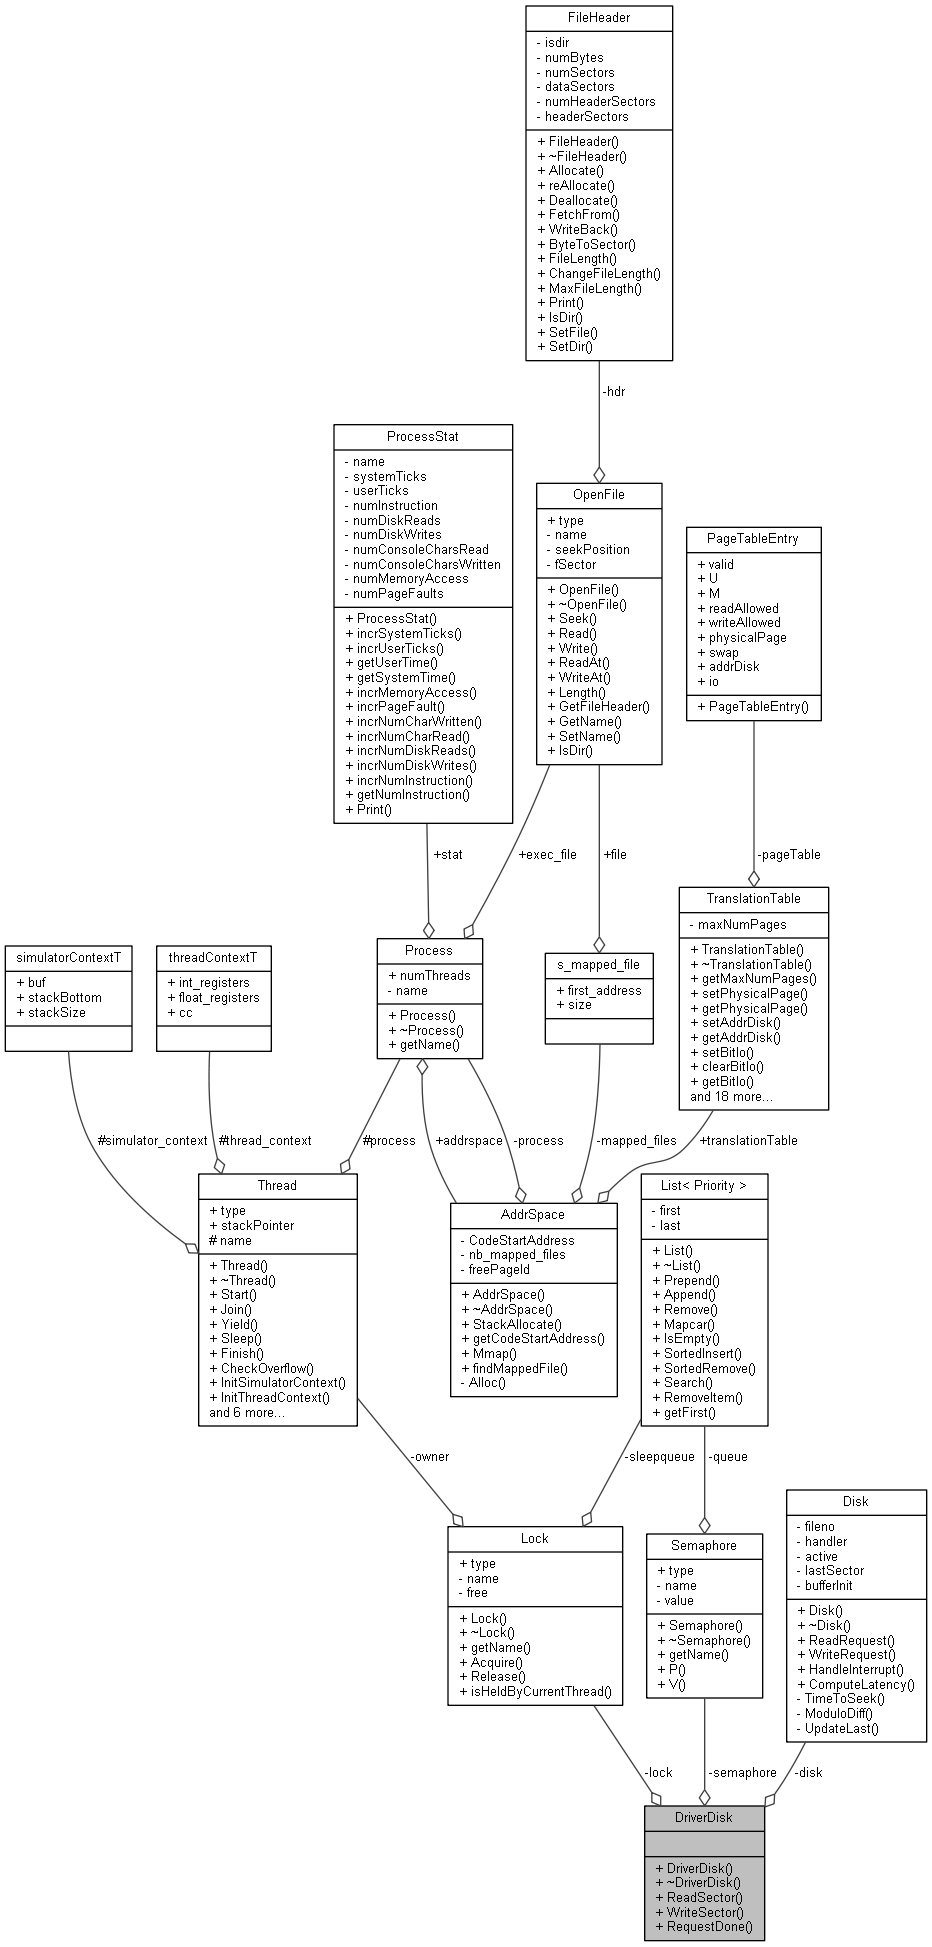 FileHeader
- isdir
- numBytes
- numSectors
- dataSectors
- numHeaderSectors
- headerSectors
+ FileHeader()
+ ~FileHeader()
+ Allocate()
+ reAllocate()
+ Deallocate()
+ FetchFrom()
+ WriteBack()
+ ByteToSector()
+ FileLength()
+ ChangeFileLength()
+ MaxFileLength()
+ Print()
+ IsDir()
+ SetFile()
+ SetDir()
-hdr
ProcessStat
- name
- systemTicks
- userTicks
- numInstruction
- numDiskReads
- numDiskWrites
- numConsoleCharsRead
- numConsoleCharsWritten
- numMemoryAccess
- numPageFaults
+ ProcessStat()
+ incrSystemTicks()
+ incrUserTicks()
+ getUserTime()
+ getSystemTime()
+ incrMemoryAccess()
+ incrPageFault()
+ incrNumCharWritten()
+ incrNumCharRead()
+ incrNumDiskReads()
+ incrNumDiskWrites()
+ incrNumInstruction()
+ getNumInstruction()
+ Print()
OpenFile
+ type
- name
- seekPosition
- fSector
+ OpenFile()
+ ~OpenFile()
+ Seek()
+ Read()
+ Write()
+ ReadAt()
+ WriteAt()
+ Length()
+ GetFileHeader()
+ GetName()
+ SetName()
+ IsDir()
PageTableEntry
+ valid
+ U
+ M
+ readAllowed
+ writeAllowed
+ physicalPage
+ swap
+ addrDisk
+ io
+ PageTableEntry()
+stat
+exec_file
+file
-pageTable
simulatorContextT
+ buf
+ stackBottom
+ stackSize
threadContextT
+ int_registers
+ float_registers
+ cc
Process
+ numThreads
- name
+ Process()
+ ~Process()
+ getName()
s_mapped_file
+ first_address
+ size
TranslationTable
- maxNumPages
+ TranslationTable()
+ ~TranslationTable()
+ getMaxNumPages()
+ setPhysicalPage()
+ getPhysicalPage()
+ setAddrDisk()
+ getAddrDisk()
+ setBitIo()
+ clearBitIo()
+ getBitIo()
and 18 more...
#simulator_context
#thread_context
#process
+addrspace
-process
-mapped_files
+translationTable
Thread
+ type
+ stackPointer
# name
+ Thread()
+ ~Thread()
+ Start()
+ Join()
+ Yield()
+ Sleep()
+ Finish()
+ CheckOverflow()
+ InitSimulatorContext()
+ InitThreadContext()
and 6 more...
AddrSpace
- CodeStartAddress
- nb_mapped_files
- freePageId
+ AddrSpace()
+ ~AddrSpace()
+ StackAllocate()
+ getCodeStartAddress()
+ Mmap()
+ findMappedFile()
- Alloc()
List< Priority >
- first
- last
+ List()
+ ~List()
+ Prepend()
+ Append()
+ Remove()
+ Mapcar()
+ IsEmpty()
+ SortedInsert()
+ SortedRemove()
+ Search()
+ RemoveItem()
+ getFirst()
-owner
-sleepqueue
-queue
Lock
+ type
- name
- free
+ Lock()
+ ~Lock()
+ getName()
+ Acquire()
+ Release()
+ isHeldByCurrentThread()
Semaphore
+ type
- name
- value
+ Semaphore()
+ ~Semaphore()
+ getName()
+ P()
+ V()
Disk
- fileno
- handler
- active
- lastSector
- bufferInit
+ Disk()
+ ~Disk()
+ ReadRequest()
+ WriteRequest()
+ HandleInterrupt()
+ ComputeLatency()
- TimeToSeek()
- ModuloDiff()
- UpdateLast()
-lock
-semaphore
-disk
DriverDisk
+ DriverDisk()
+ ~DriverDisk()
+ ReadSector()
+ WriteSector()
+ RequestDone()